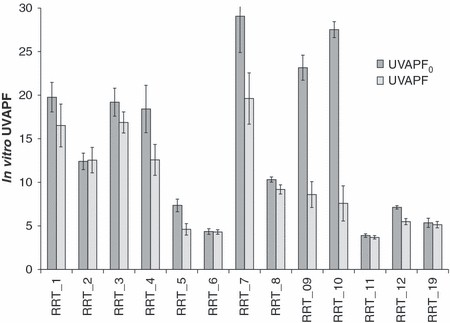 30
25
20
15
10
5
0
In vitro UVAPF
UVAPF0
UVAPF
RRT_1
RRT_2
RRT_3
RRT_4
RRT_5
RRT_6
RRT_7
RRT_8
RRT_09
RRT_10
RRT_11
RRT_12
RRT_19